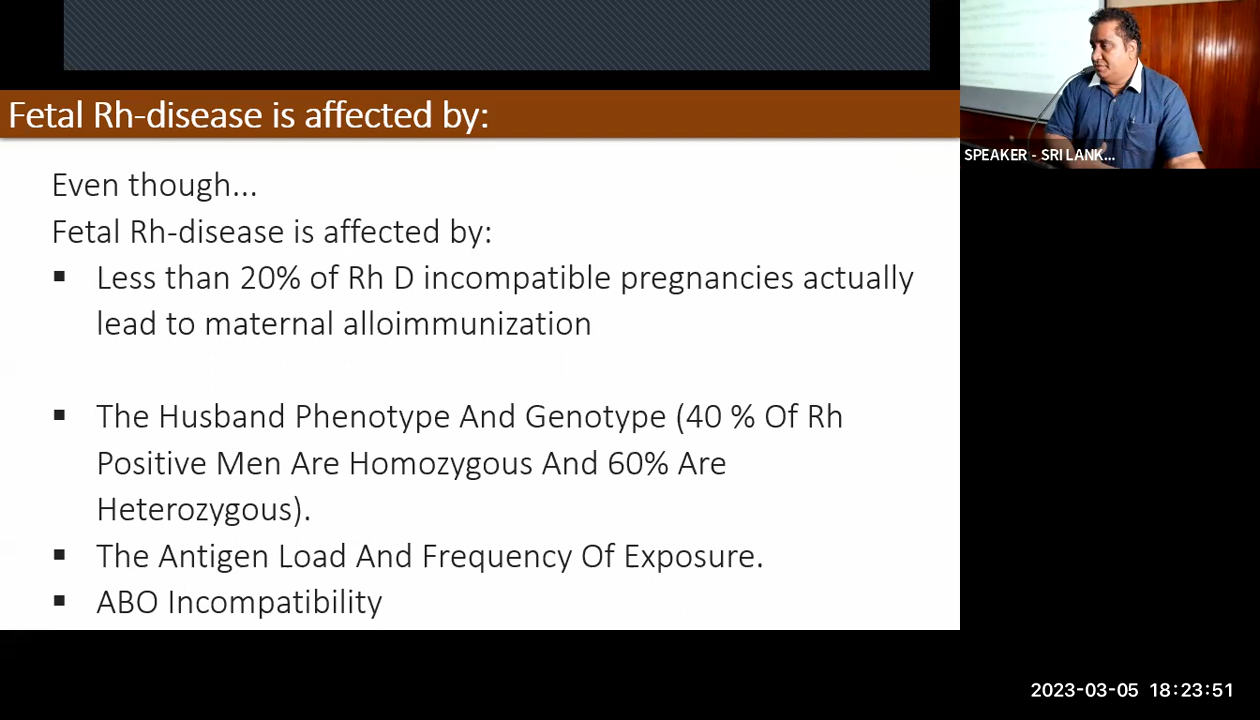 Fetal Rh-disease is affected by:
Even though...
Fetal Rh-disease is affected by:
▪ Less than 20% of Rh D incompatible pregnancies actually
lead to maternal alloimmunization
▪ The Husband Phenotype And Genotype (40 % Of Rh
Positive Men Are Homozygous And 60% Are
Heterozygous).
▪ The Antigen Load And Frequency Of Exposure.
▪ ABO Incompatibility
SPEAKER - SRI LANK...
2023-03-05 18:23:51